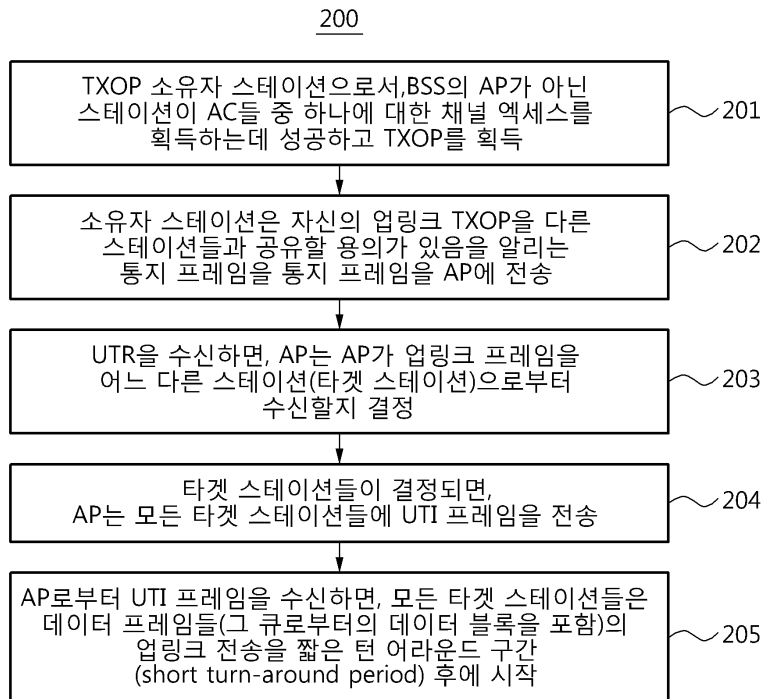 200
TXOP 소유자 스테이션으로서,BSS의 AP가 아닌
스테이션이 AC들 중 하나에 대한 채널 엑세스를
획득하는데 성공하고 TXOP를 획득
201
소유자 스테이션은 자신의 업링크 TXOP을 다른
스테이션들과 공유할 용의가 있음을 알리는
통지 프레임을 통지 프레임을 AP에 전송
202
UTR을 수신하면, AP는 AP가 업링크 프레임을
어느 다른 스테이션(타겟 스테이션)으로부터
수신할지 결정
203
타겟 스테이션들이 결정되면,
AP는 모든 타겟 스테이션들에 UTI 프레임을 전송
204
AP로부터 UTI 프레임을 수신하면, 모든 타겟 스테이션들은
데이터 프레임들(그 큐로부터의 데이터 블록을 포함)의
업링크 전송을 짧은 턴 어라운드 구간
(short turn-around period) 후에 시작
205